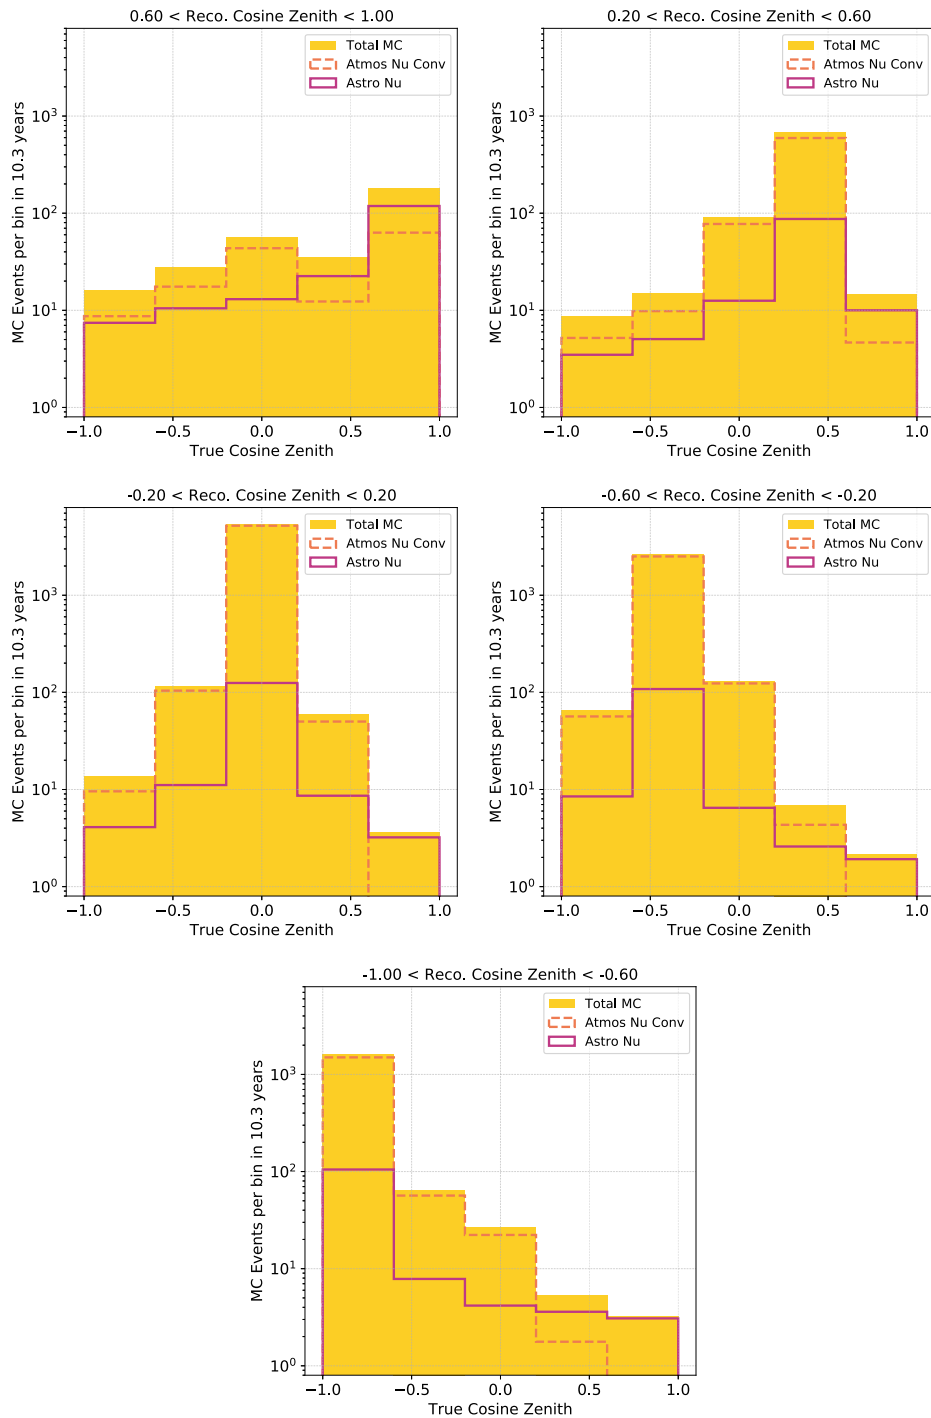 0.60 < Reco. Cosine Zenith < 1.00
Total MC
Atmos Nu Conv
Astro Nu
MC Events per bin in 10.3 years
10³
10²
10¹
10⁰
−1.0 −0.5 0.0 0.5 1.0
True Cosine Zenith
0.20 < Reco. Cosine Zenith < 0.60
Total MC
Atmos Nu Conv
Astro Nu
MC Events per bin in 10.3 years
10³
10²
10¹
10⁰
−1.0 −0.5 0.0 0.5 1.0
True Cosine Zenith
-0.20 < Reco. Cosine Zenith < 0.20
Total MC
Atmos Nu Conv
Astro Nu
MC Events per bin in 10.3 years
10³
10²
10¹
10⁰
−1.0 −0.5 0.0 0.5 1.0
True Cosine Zenith
-0.60 < Reco. Cosine Zenith < -0.20
Total MC
Atmos Nu Conv
Astro Nu
MC Events per bin in 10.3 years
10³
10²
10¹
10⁰
−1.0 −0.5 0.0 0.5 1.0
True Cosine Zenith
-1.00 < Reco. Cosine Zenith < -0.60
Total MC
Atmos Nu Conv
Astro Nu
MC Events per bin in 10.3 years
10³
10²
10¹
10⁰
−1.0 −0.5 0.0 0.5 1.0
True Cosine Zenith